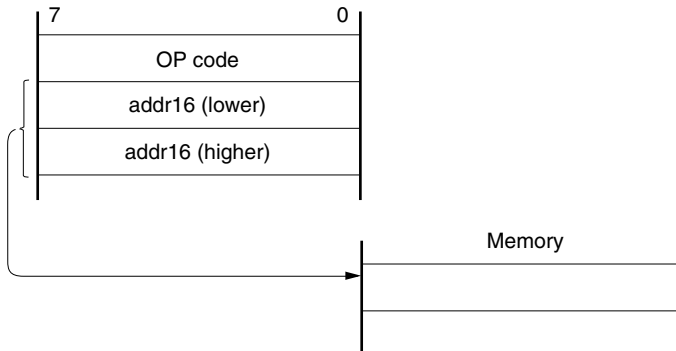 7 0
OP code
addr16 (lower)
addr16 (higher)
Memory